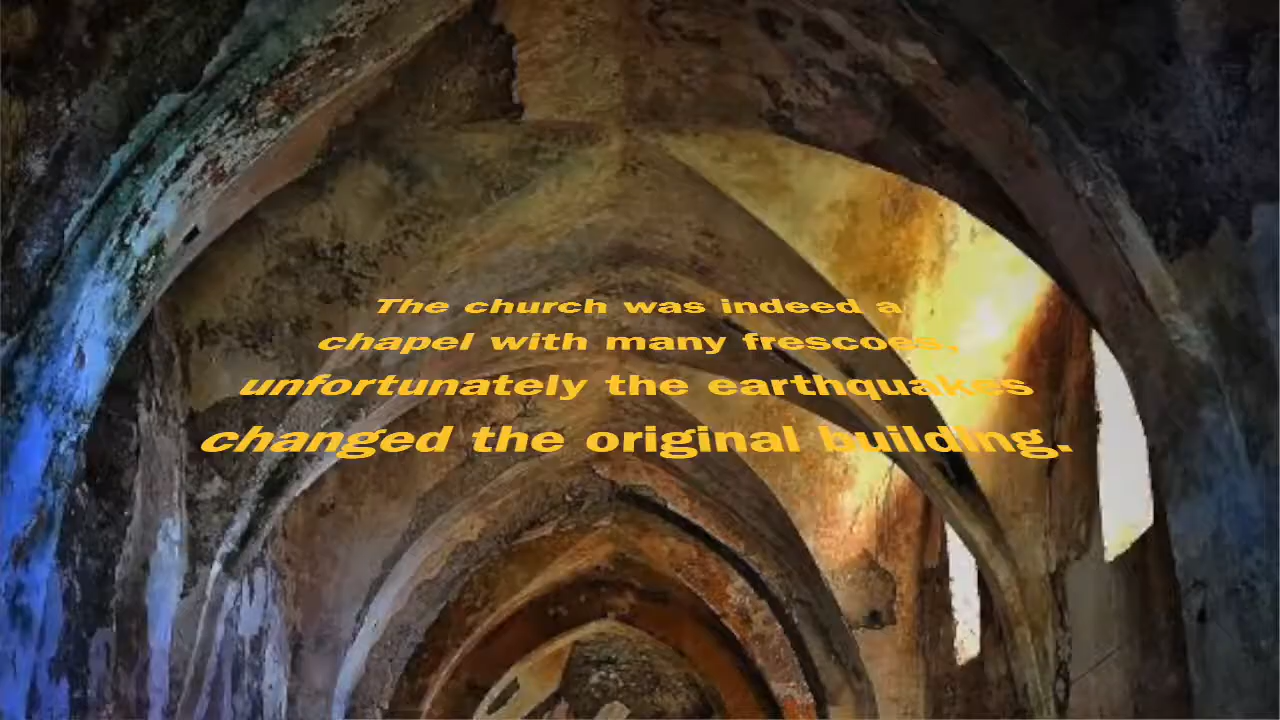 The church was indeed a
chapel with many frescoes,
unfortunately the earthquakes
changed the original building.